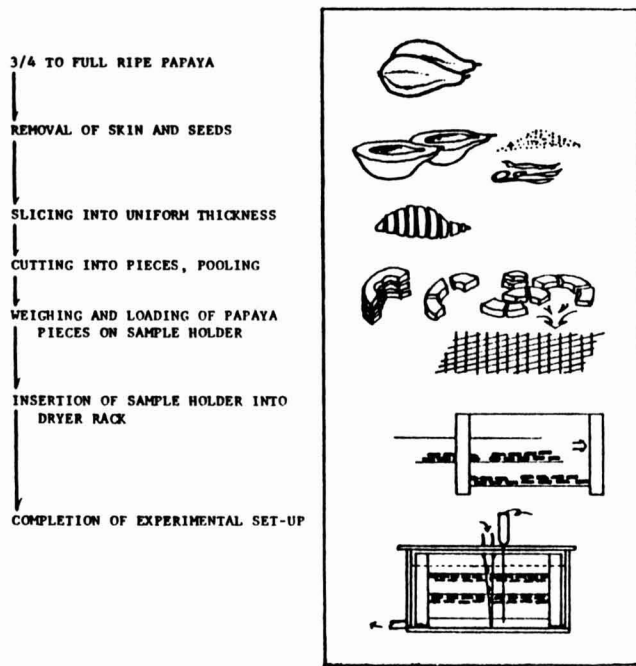 3/4 TO FULL RIPE PAPAYA
REMOVAL OF SKIN AND SEEDS
SLICING INTO UNIFORM THICKNESS
CUTTING INTO PIECES, POOLING
WEIGHING AND LOADING OF PAPAYA
PIECES ON SAMPLE HOLDER
INSERTION OF SAMPLE HOLDER INTO
DRYER RACK
COMPLETION OF EXPERIMENTAL SET-UP